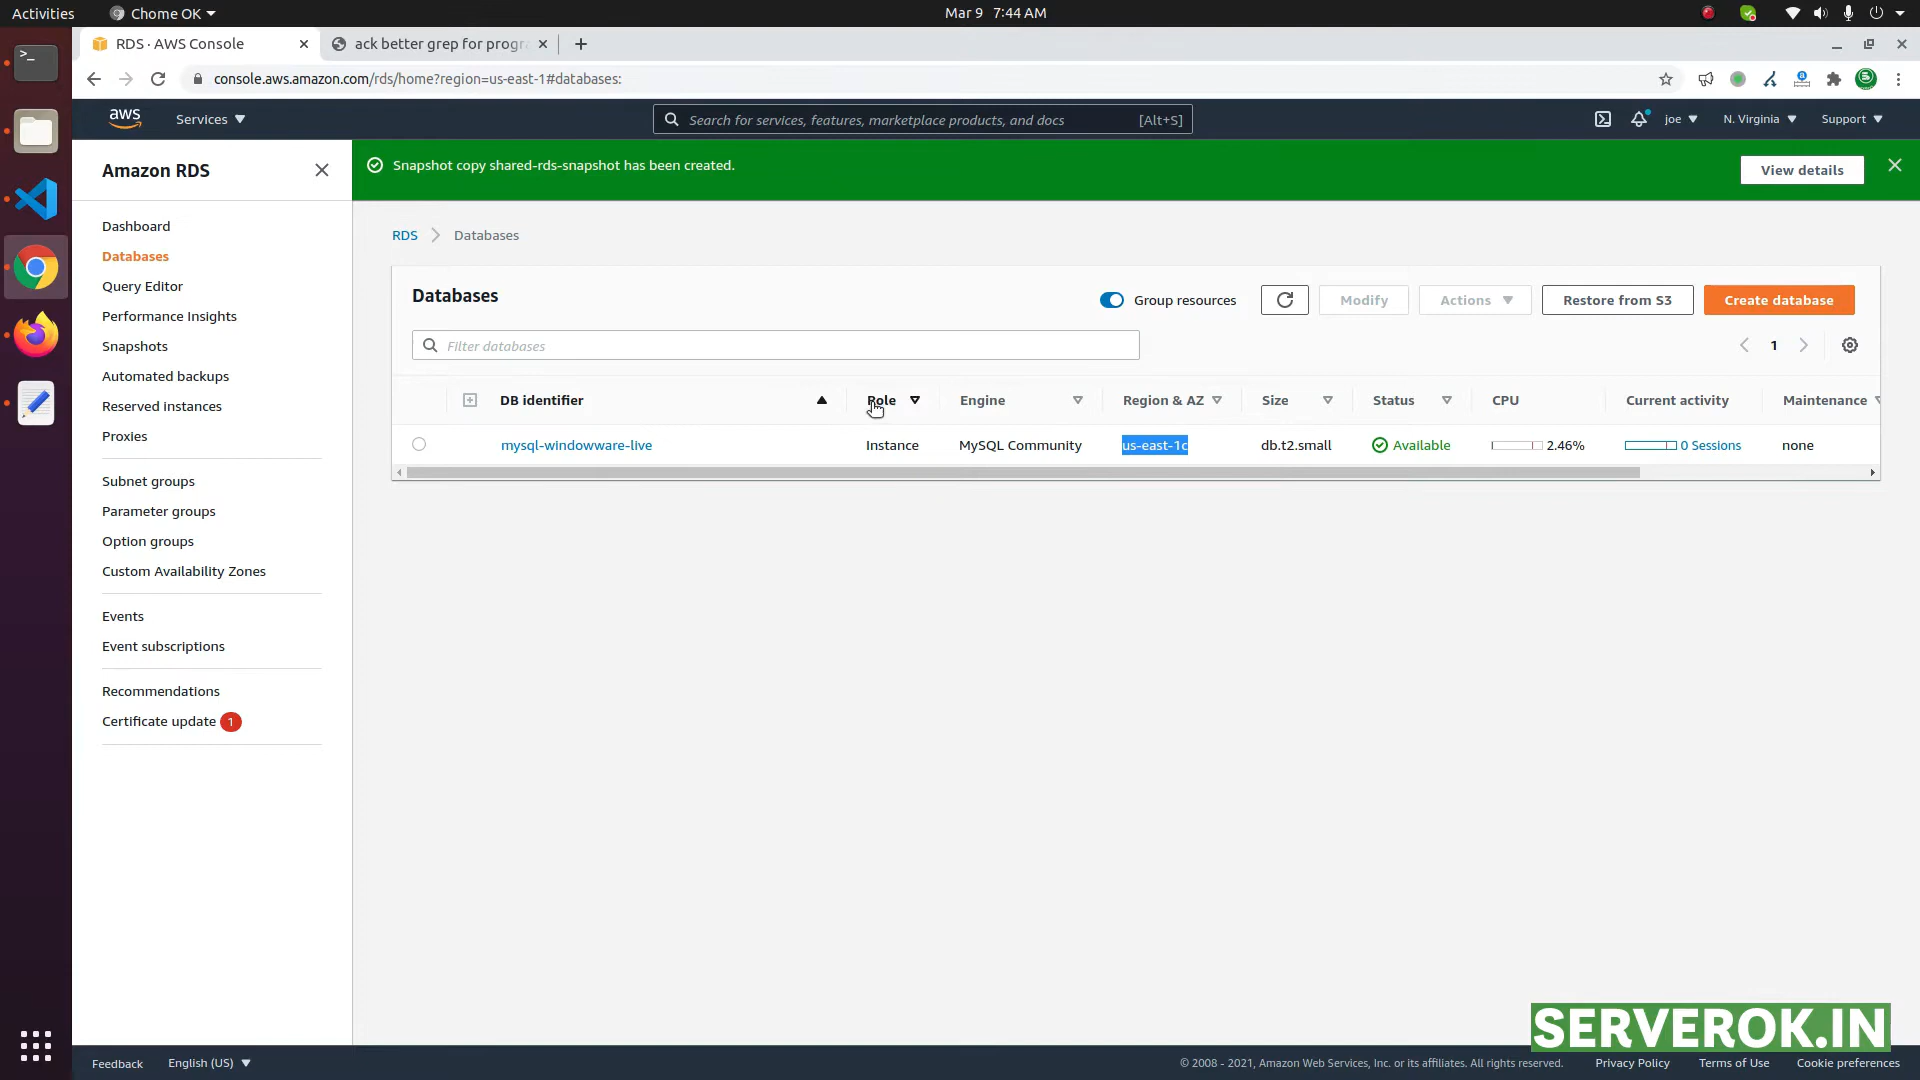 Activities
Chome OK
Mar 9 7:44 AM
RDS · AWS Console
ack better grep for progr
console.aws.amazon.com/rds/home?region=us-east-1#databases:
aws
Services
Search for services, features, marketplace products, and docs
[Alt+S]
joe
N. Virginia
Support
Amazon RDS
Snapshot copy shared-rds-snapshot has been created.
View details
Dashboard
Databases
Query Editor
Performance Insights
Snapshots
Automated backups
Reserved instances
Proxies
Subnet groups
Parameter groups
Option groups
Custom Availability Zones
Events
Event subscriptions
Recommendations
Certificate update 1
RDS
Databases
Databases
Group resources
Modify
Actions
Restore from S3
Create database
Filter databases
1
DB identifier
Role
Engine
Region & AZ
Size
Status
CPU
Current activity
Maintenance
mysql-windowware-live
Instance
MySQL Community
us-east-1c
db.t2.small
Available
2.46%
0 Sessions
none
SERVEROK.IN
Feedback
English (US)
© 2008 - 2021, Amazon Web Services, Inc. or its affiliates. All rights reserved.
Privacy Policy
Terms of Use
Cookie preferences